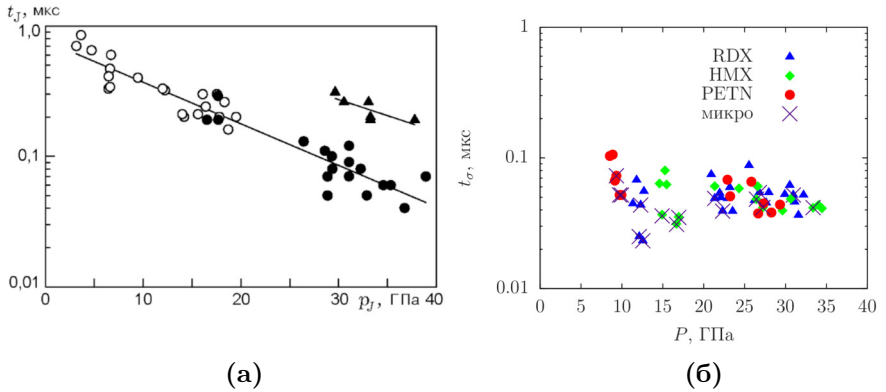 t_J, мкс
1,0
0,1
0,01
0
10
20
30
40
p_J, ГПа
(а)
1
0.1
0.01
t_σ, мкс
RDX
HMX
PETN
микро
0
5
10
15
20
25
30
35
P, ГПа
(б)